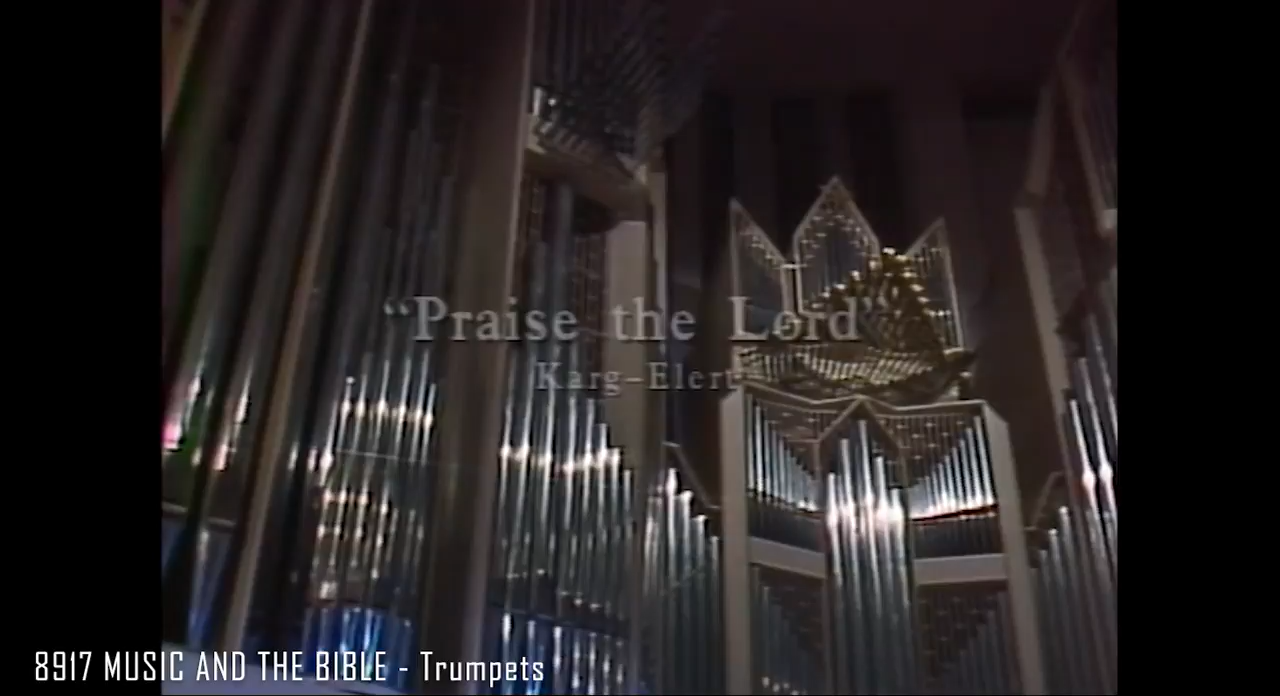 “Praise the Lord”
Karg-Elert
8917 MUSIC AND THE BIBLE - Trumpets